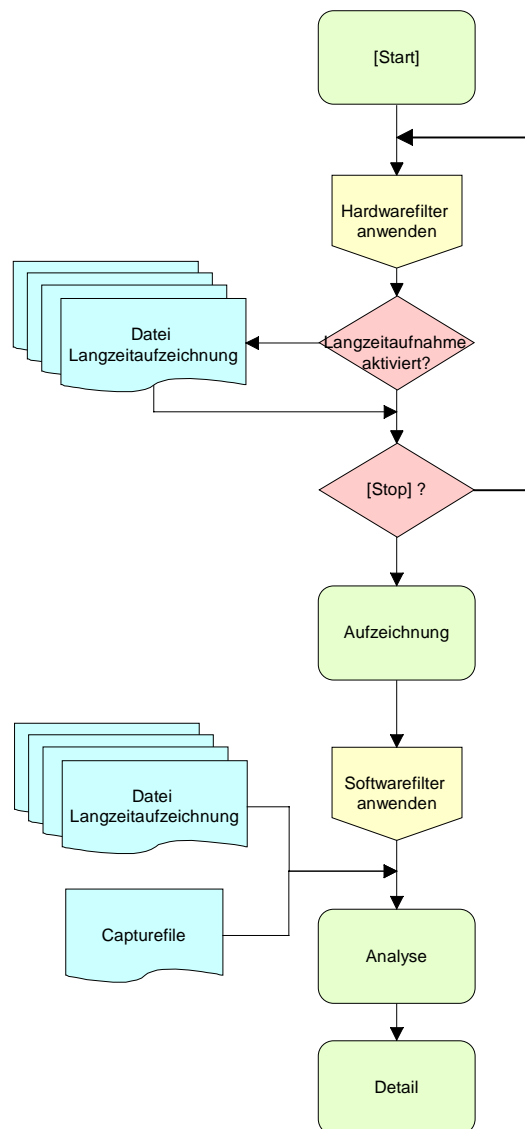 [Start]
Hardwarefilter
anwenden
Langzeitaufnahme
aktiviert?
Datei
Langzeitaufzeichnung
[Stop] ?
Aufzeichnung
Softwarefilter
anwenden
Datei
Langzeitaufzeichnung
Capturefile
Analyse
Detail